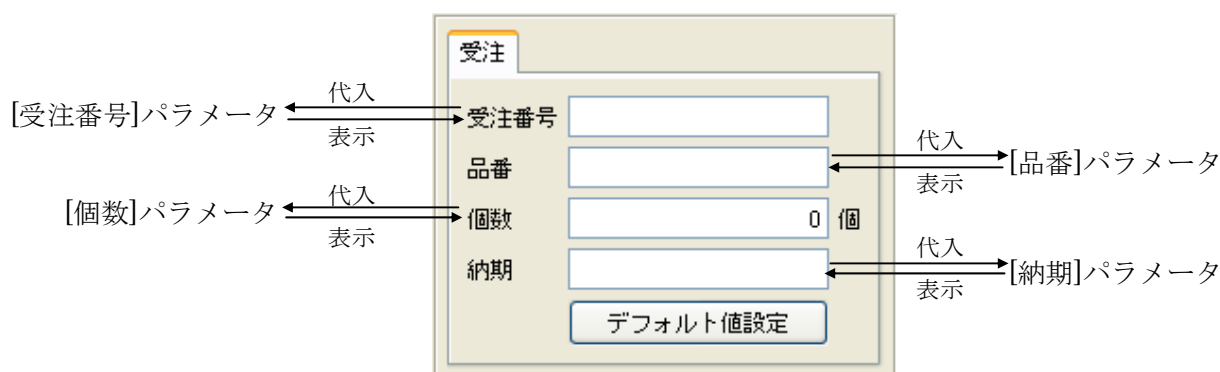 受注
代入
[受注番号]パラメータ
表示
受注番号
品番
代入
[品番]パラメータ
表示
代入
[個数]パラメータ
表示
個数
0 個
納期
代入
[納期]パラメータ
表示
デフォルト値設定